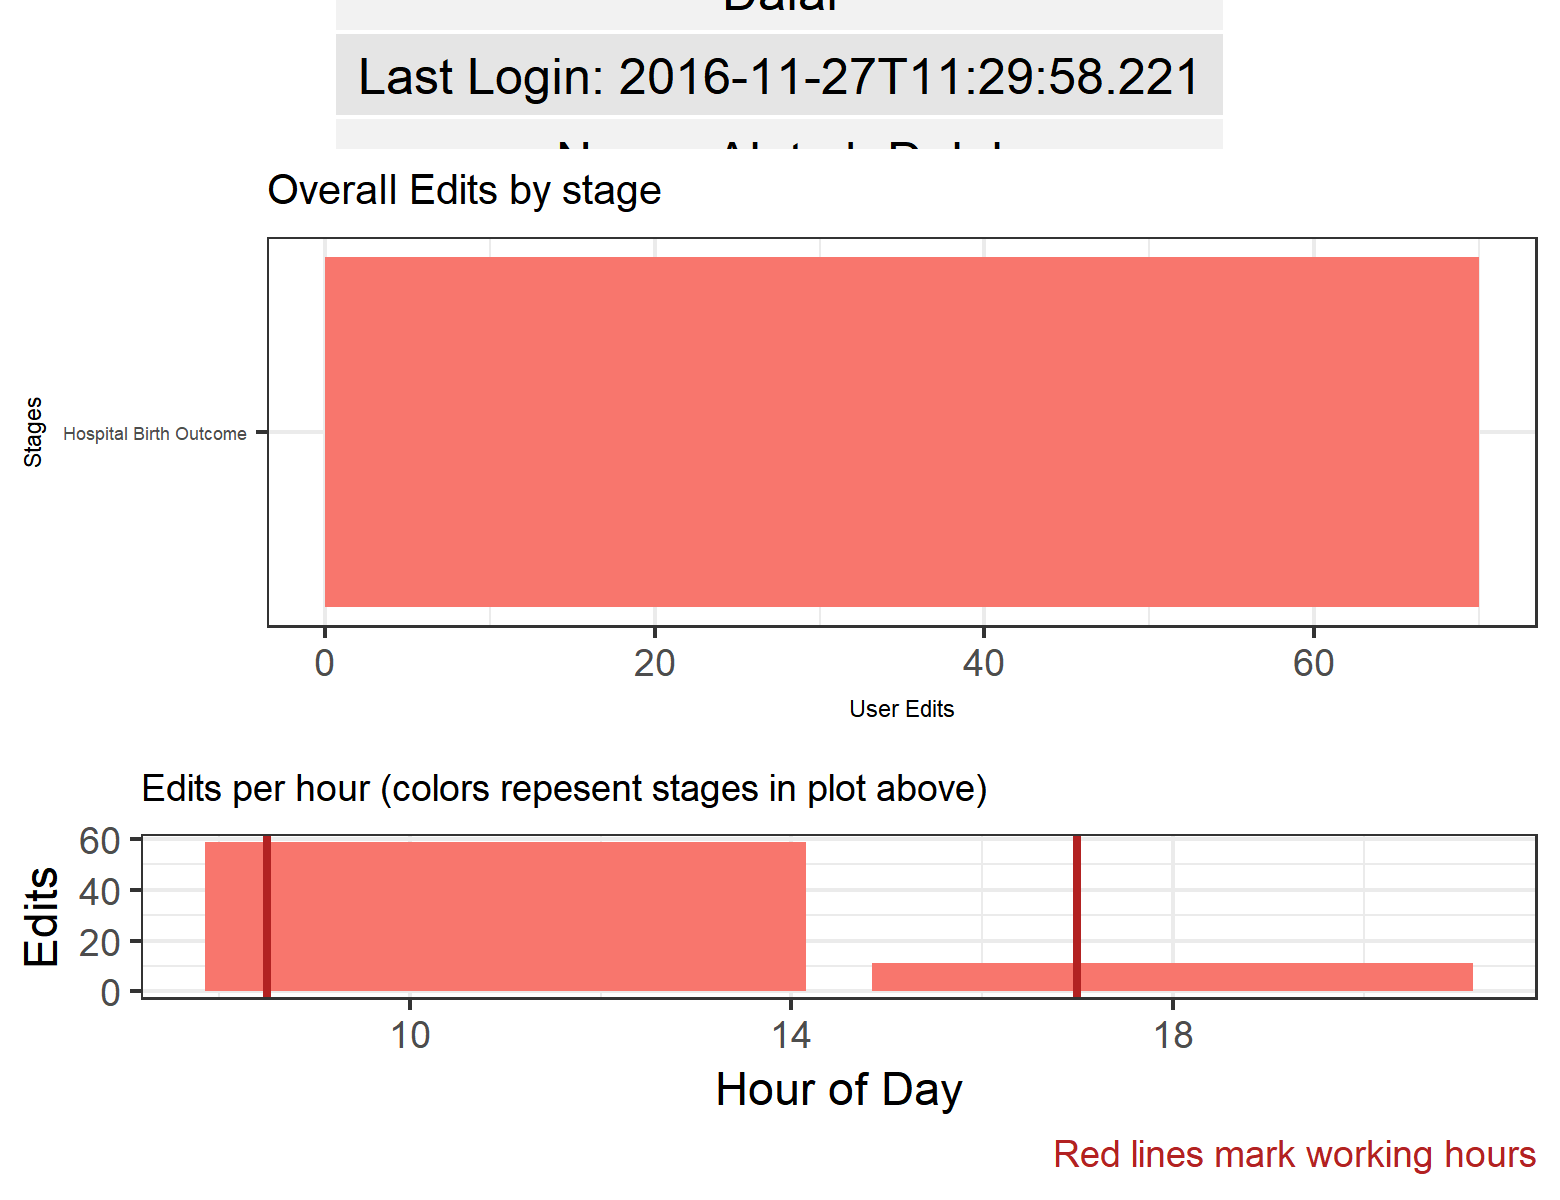 Last Login: 2016-11-27T11:29:58.221
Overall Edits by stage
Stages
Hospital Birth Outcome
0 20 40 60
User Edits
Edits per hour (colors repesent stages in plot above)
Edits
60
40
20
0
10 14 18
Hour of Day
Red lines mark working hours